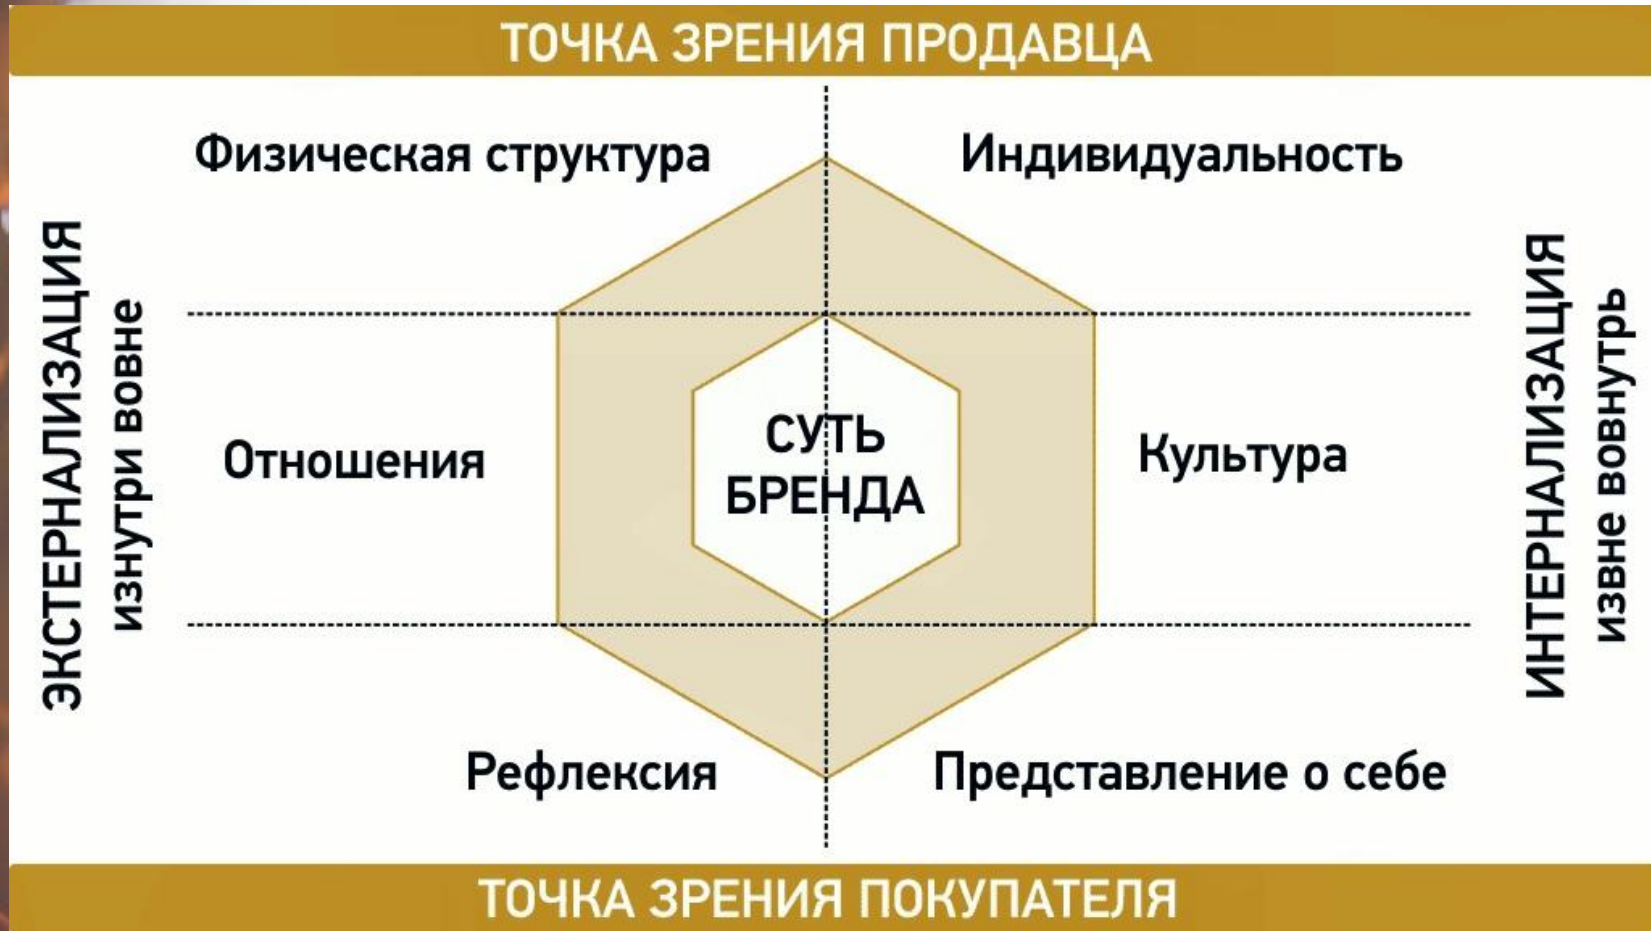 ТОЧКА ЗРЕНИЯ ПРОДАВЦА
Физическая структура
Индивидуальность
ЭКСТЕРНАЛИЗАЦИЯ
изнутри вовне
Отношения
СУТЬ
БРЕНДА
Культура
ИНТЕРНАЛИЗАЦИЯ
извне вовнутрь
Рефлексия
Представление о себе
ТОЧКА ЗРЕНИЯ ПОКУПАТЕЛЯ